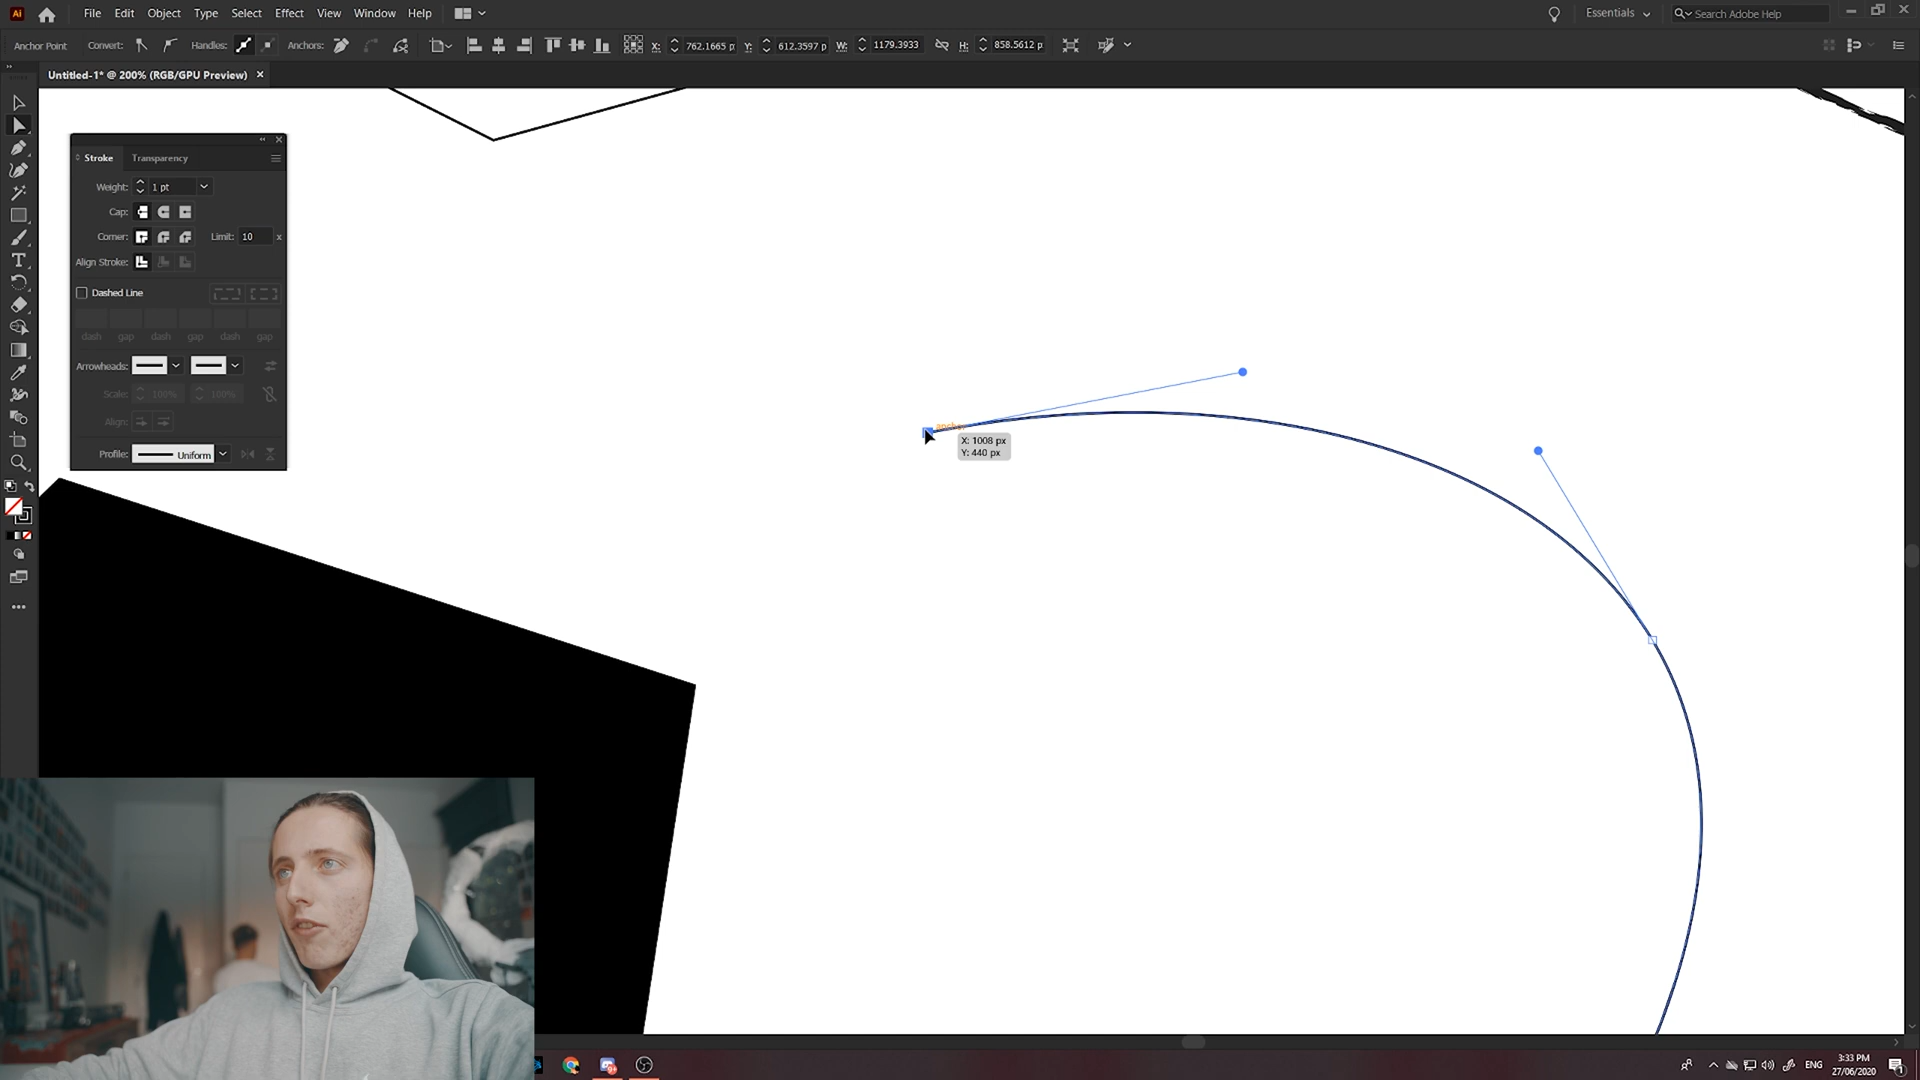 Ai File Edit Object Type Select Effect View Window Help Essentials Search Adobe Help
Anchor Point Convert: Handles: Anchors: X: 762.1665 p Y: 612.3597 p W: 1179.3933 H: 858.5612 p
Untitled-1* @ 200% (RGB/GPU Preview)
Stroke Transparency
Weight: 1 pt
Cap:
Corner: Limit: 10 x
Align Stroke:
Dashed Line
dash gap dash gap dash gap
Arrowheads:
Scale: 100% 100%
Align:
Profile: Uniform
X: 1008 px
Y: 440 px
ENG 3:33 PM
27/06/2020